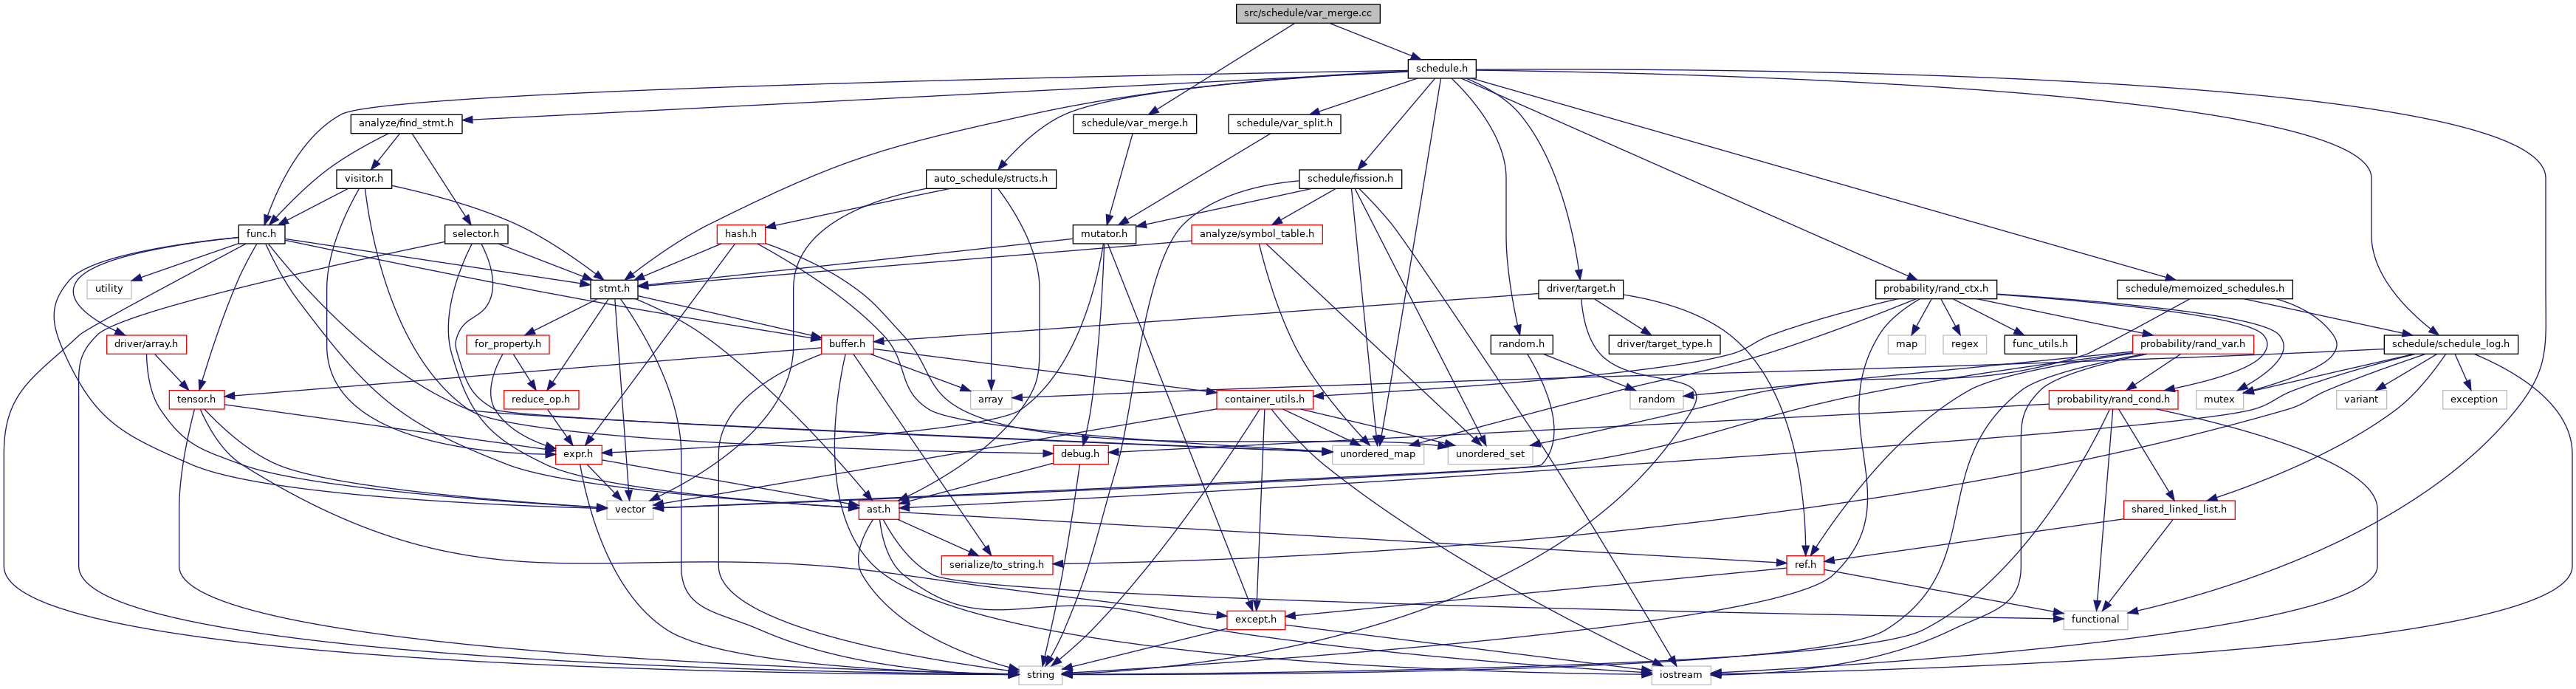 src/schedule/var_merge.cc
schedule.h
analyze/find_stmt.h
schedule/var_merge.h
schedule/var_split.h
visitor.h
auto_schedule/structs.h
schedule/fission.h
func.h
selector.h
hash.h
mutator.h
analyze/symbol_table.h
utility
stmt.h
driver/target.h
probability/rand_ctx.h
schedule/memoized_schedules.h
driver/array.h
for_property.h
buffer.h
random.h
driver/target_type.h
map
regex
func_utils.h
probability/rand_var.h
schedule/schedule_log.h
tensor.h
reduce_op.h
array
container_utils.h
random
probability/rand_cond.h
mutex
variant
exception
expr.h
debug.h
unordered_map
unordered_set
vector
ast.h
shared_linked_list.h
serialize/to_string.h
ref.h
except.h
functional
string
iostream